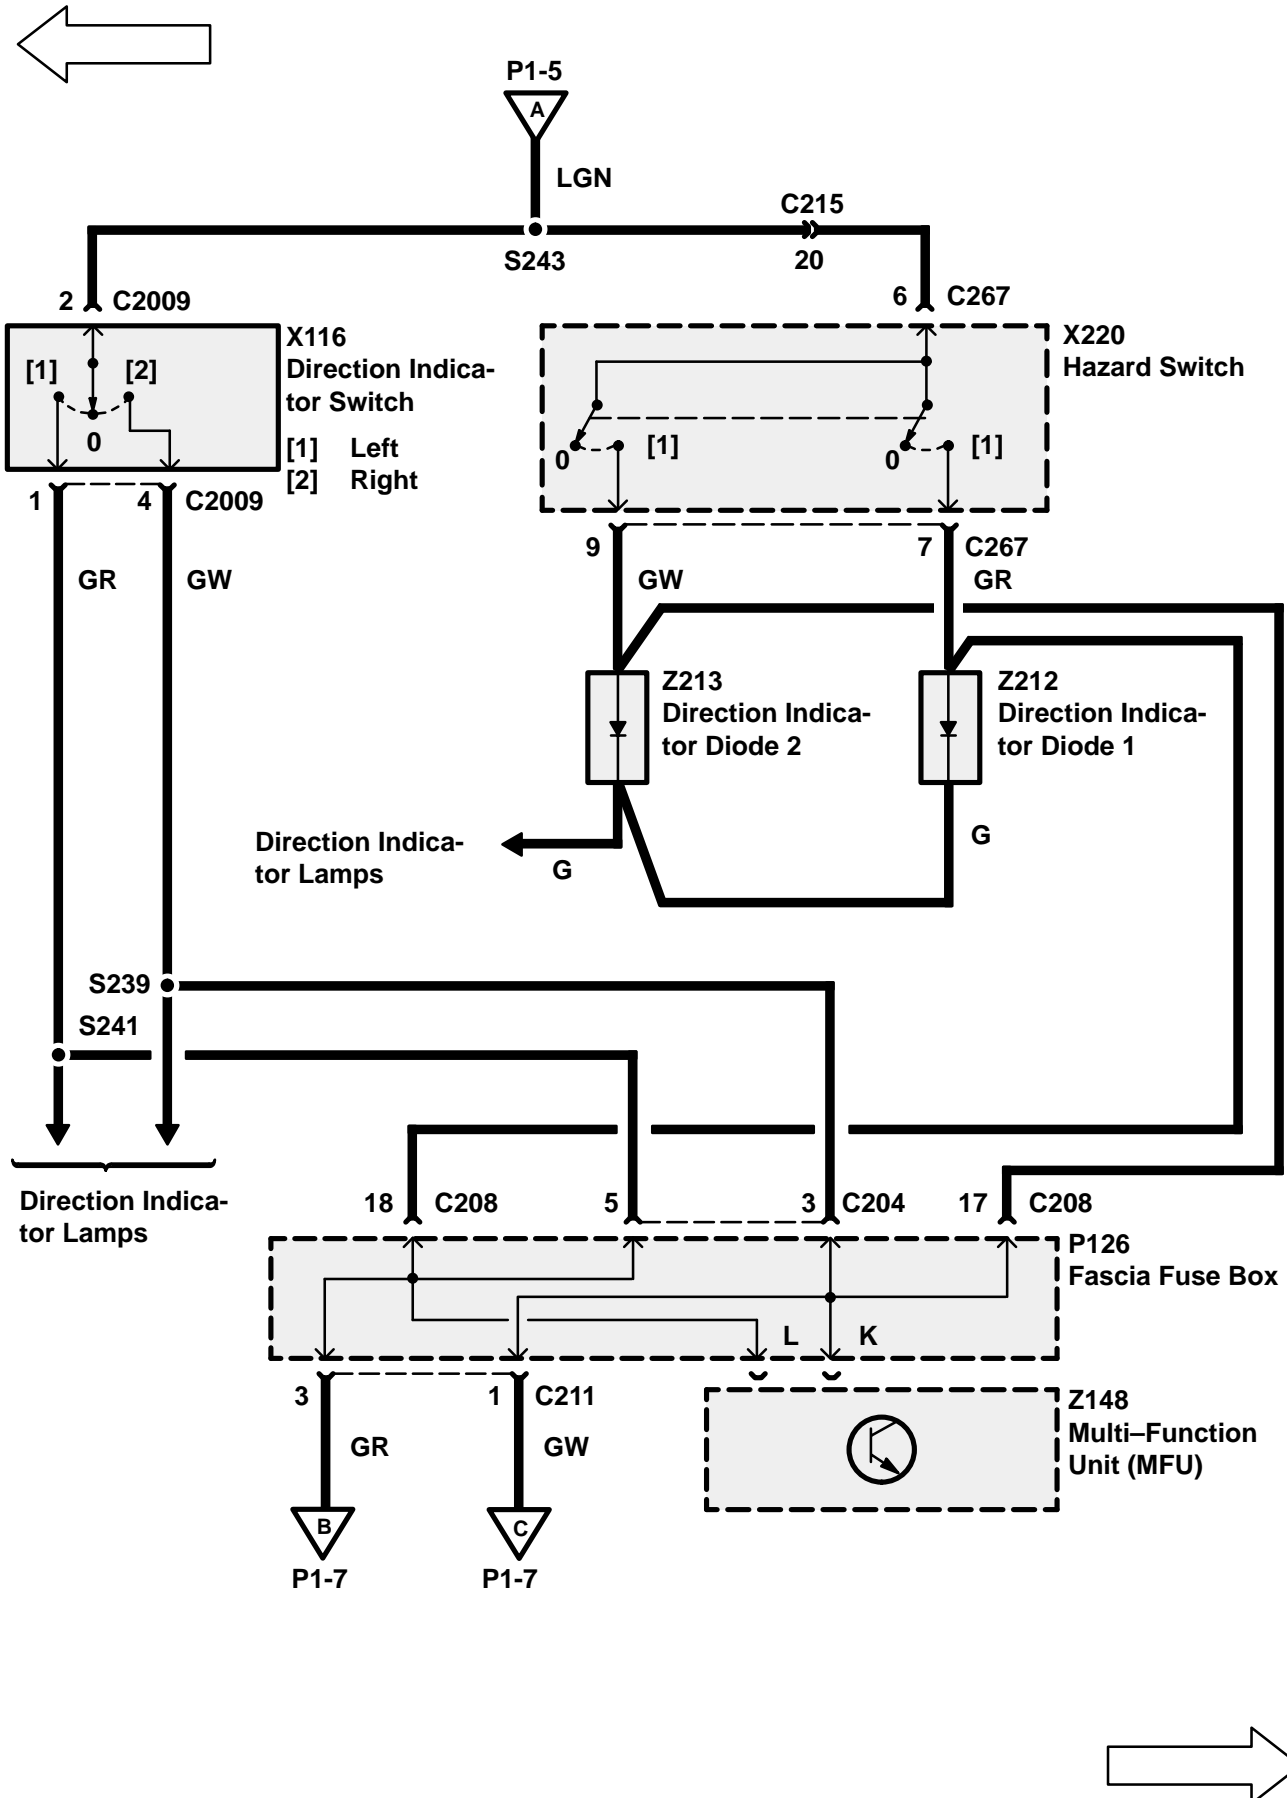 P1-5
A
LGN
C215
S243
20
2 C2009
6 C267
X116
Direction Indica-
tor Switch
[1] Left
[2] Right
[1] [2]
0
X220
Hazard Switch
0 [1]
0 [1]
1 4 C2009
GR GW
9 7 C267
GW GR
Z213
Direction Indica-
tor Diode 2
Z212
Direction Indica-
tor Diode 1
Direction Indica-
tor Lamps
G
G
S239
S241
Direction Indica-
tor Lamps
18 C208
5 3 C204
17 C208
P126
Fascia Fuse Box
L K
3 1 C211
GR GW
Z148
Multi–Function
Unit (MFU)
B C
P1-7 P1-7